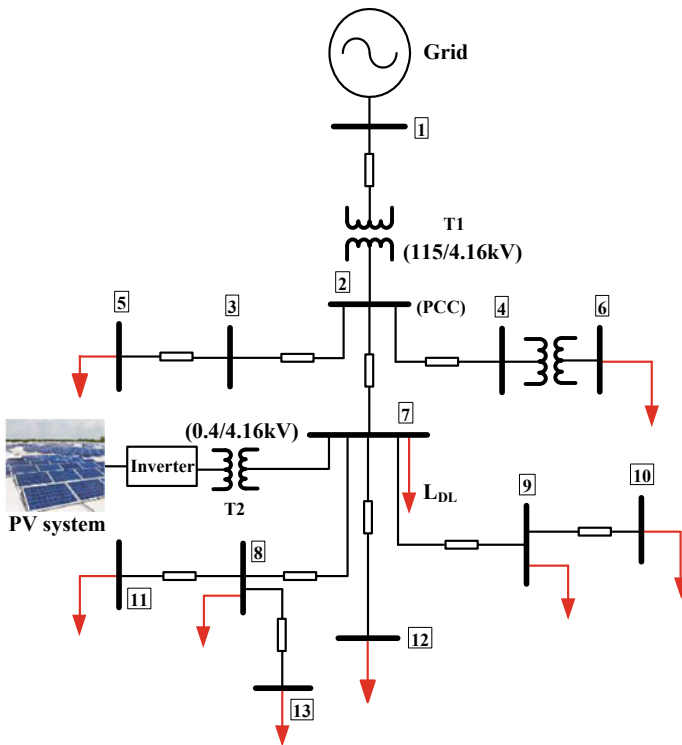 Grid
1
T1
(115/4.16kV)
2
(PCC)
5
3
4
6
7
(0.4/4.16kV)
Inverter
T2
PV system
L_DL
9
10
8
11
12
13